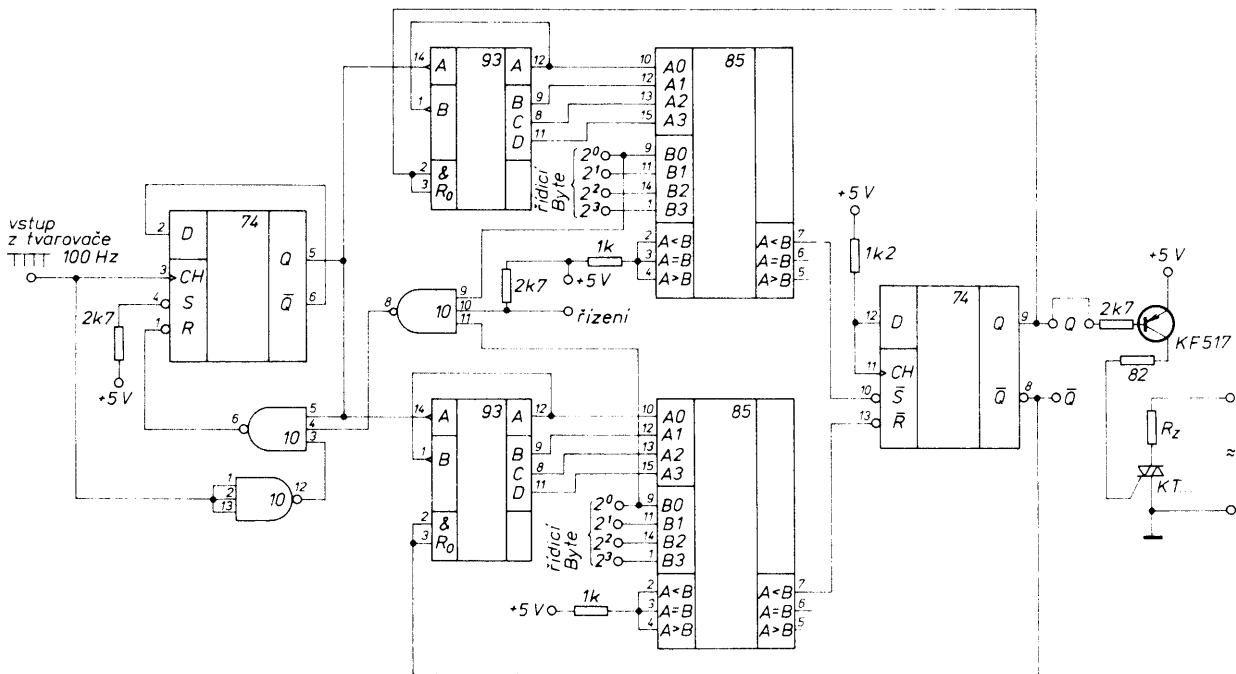 93
14 A
A 12
1 B
B 9
C 8
D 11
2 &
3 R₀
85
10 A0
12 A1
13 A2
15 A3
9 B0
11 B1
14 B2
1 B3
2 A<B
3 A=B
4 A>B
A<B 7
A=B 6
A>B 5
2⁰
2¹
2²
2³
řídicí
Byte
1k
+5V
2k7
řízení
vstup
z tvarovače
100 Hz
74
2 D
3 CH
4 S
1 R
Q 5
Q̅ 6
2k7
+5V
8 10
9
10
11
6 10
5
4
3
1
2
13
10 12
93
14 A
A 12
1 B
B 9
C 8
D 11
2 &
3 R₀
85
10 A0
12 A1
13 A2
15 A3
9 B0
11 B1
14 B2
1 B3
2 A<B
3 A=B
4 A>B
A<B 7
A=B 6
A>B 5
2⁰
2¹
2²
2³
řídicí
Byte
+5V
1k
+5V
1k2
74
12 D
11 CH
10 S̅
13 R̅
Q 9
Q̅ 8
Q
Q̅
2k7
+5V
KF517
82
Rz
KT...
≈